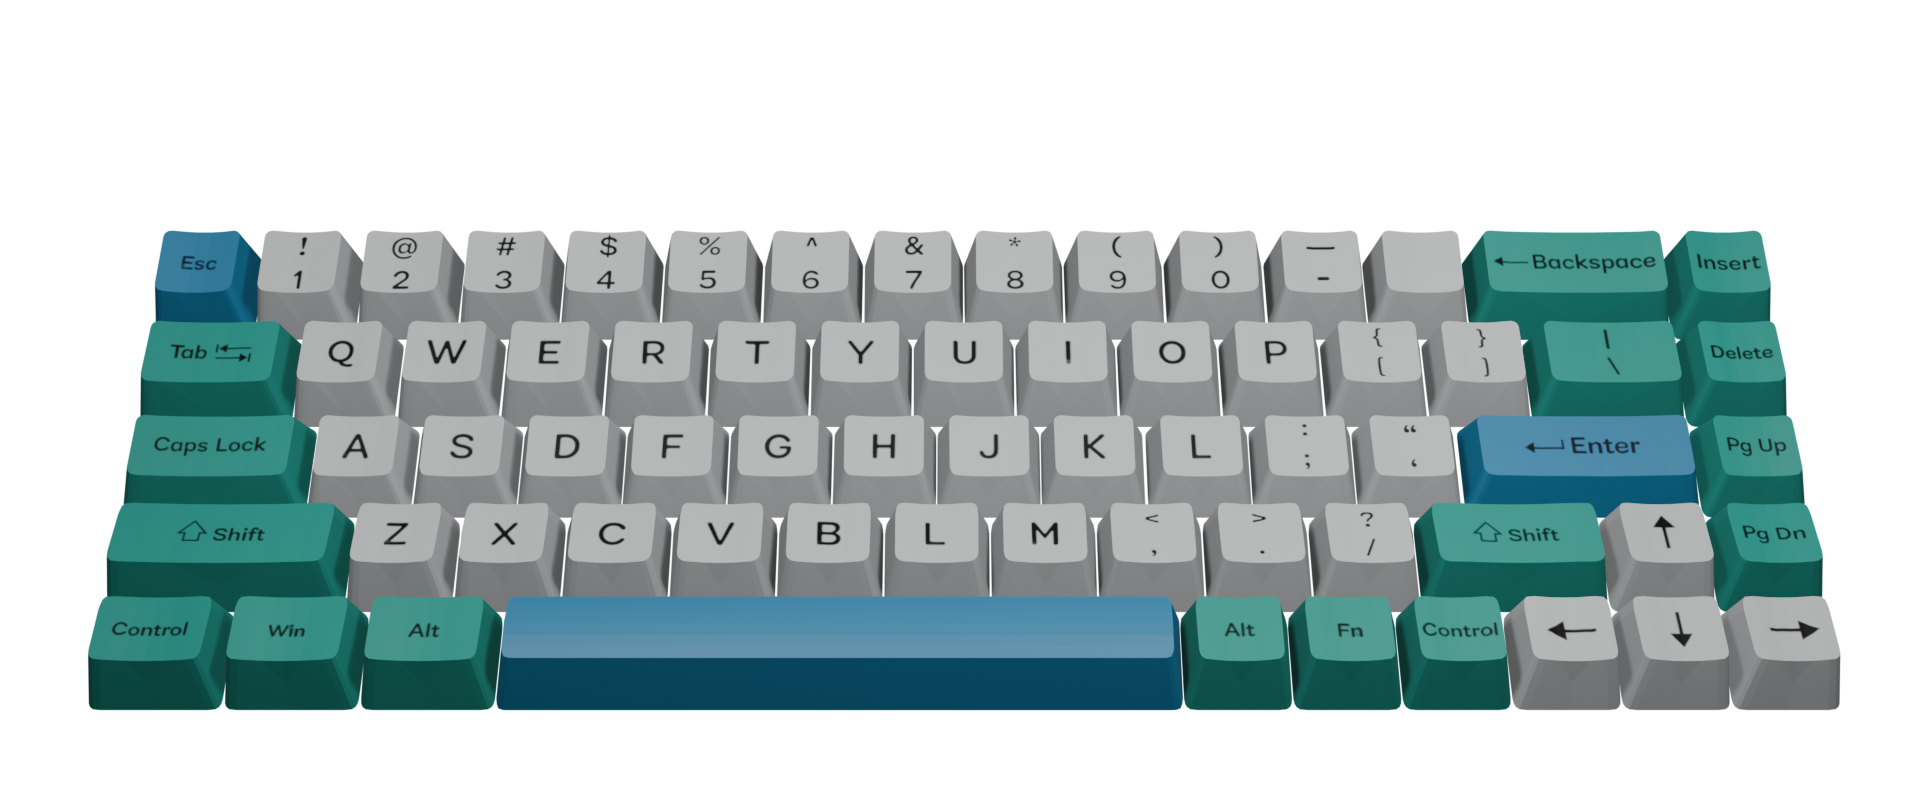 Esc ! 1 @ 2 # 3 $ 4 % 5 ^ 6 & 7 * 8 ( 9 ) 0 — - ← Backspace Insert
Tab Q W E R T Y U I O P { [ } ] | \ Delete
Caps Lock A S D F G H J K L : ; “ ‘ Enter Pg Up
Shift Z X C V B L M < , > . ? / Shift ↑ Pg Dn
Control Win Alt Alt Fn Control ← ↓ →